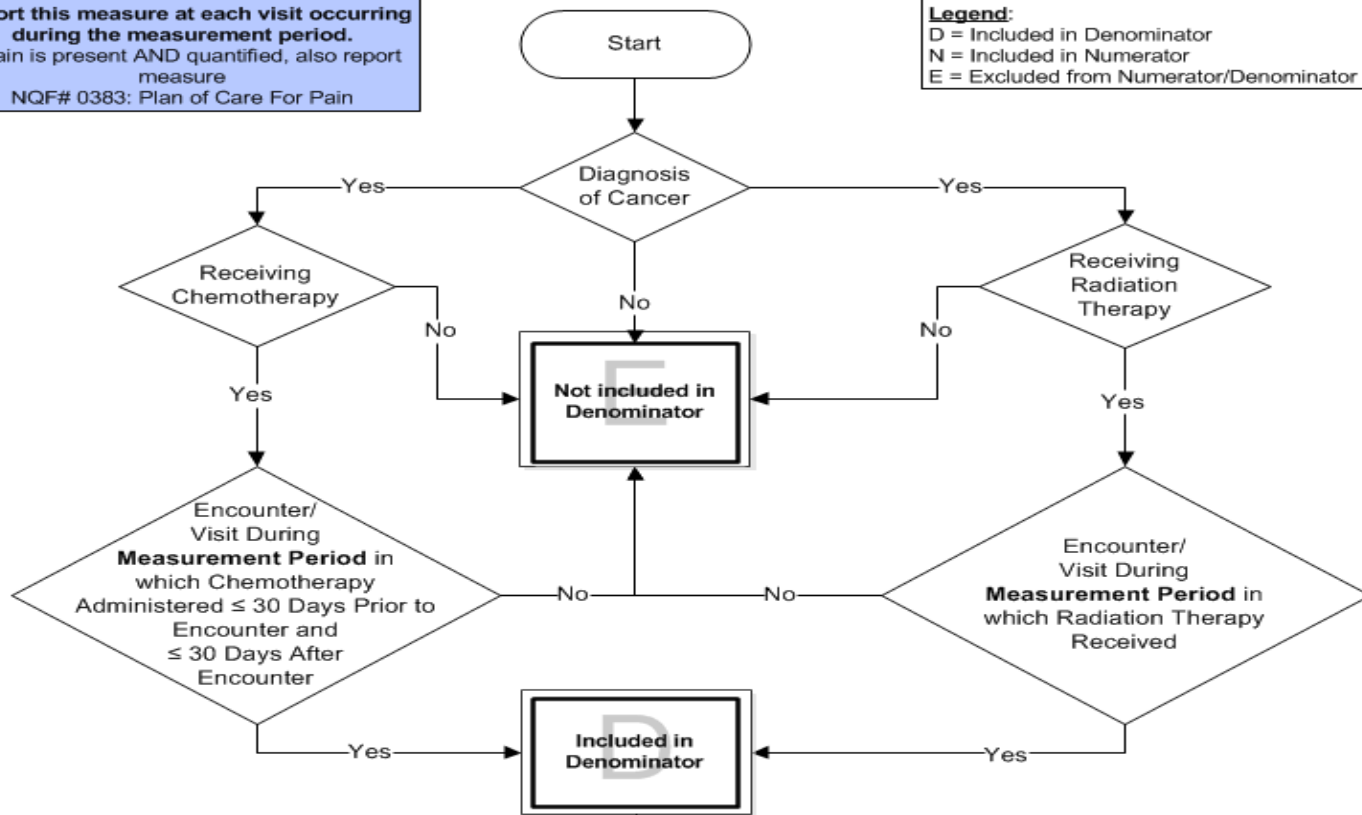 ort this measure at each visit occurring
during the measurement period.
ain is present AND quantified, also report
measure
NQF# 0383: Plan of Care For Pain
Start
Legend:
D = Included in Denominator
N = Included in Numerator
E = Excluded from Numerator/Denominator
Diagnosis
of Cancer
Yes
Yes
No
Receiving
Chemotherapy
Receiving
Radiation
Therapy
No
No
Yes
Yes
E
Not included in
Denominator
Encounter/
Visit During
Measurement Period in
which Chemotherapy
Administered ≤ 30 Days Prior to
Encounter and
≤ 30 Days After
Encounter
No
No
Encounter/
Visit During
Measurement Period in
which Radiation Therapy
Received
Yes
Yes
D
Included in
Denominator